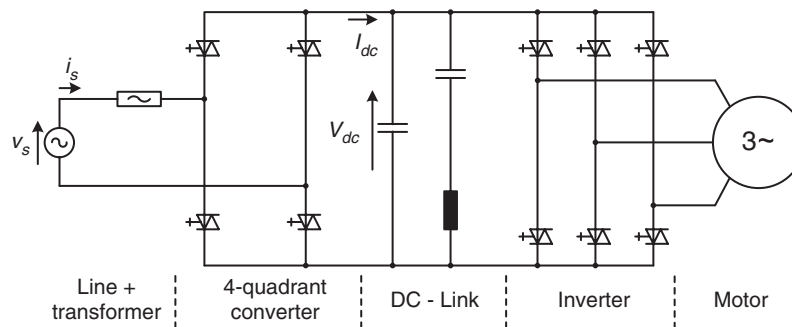 I_dc
i_s
V_dc
v_s
3~
Line +
transformer
4-quadrant
converter
DC - Link
Inverter
Motor